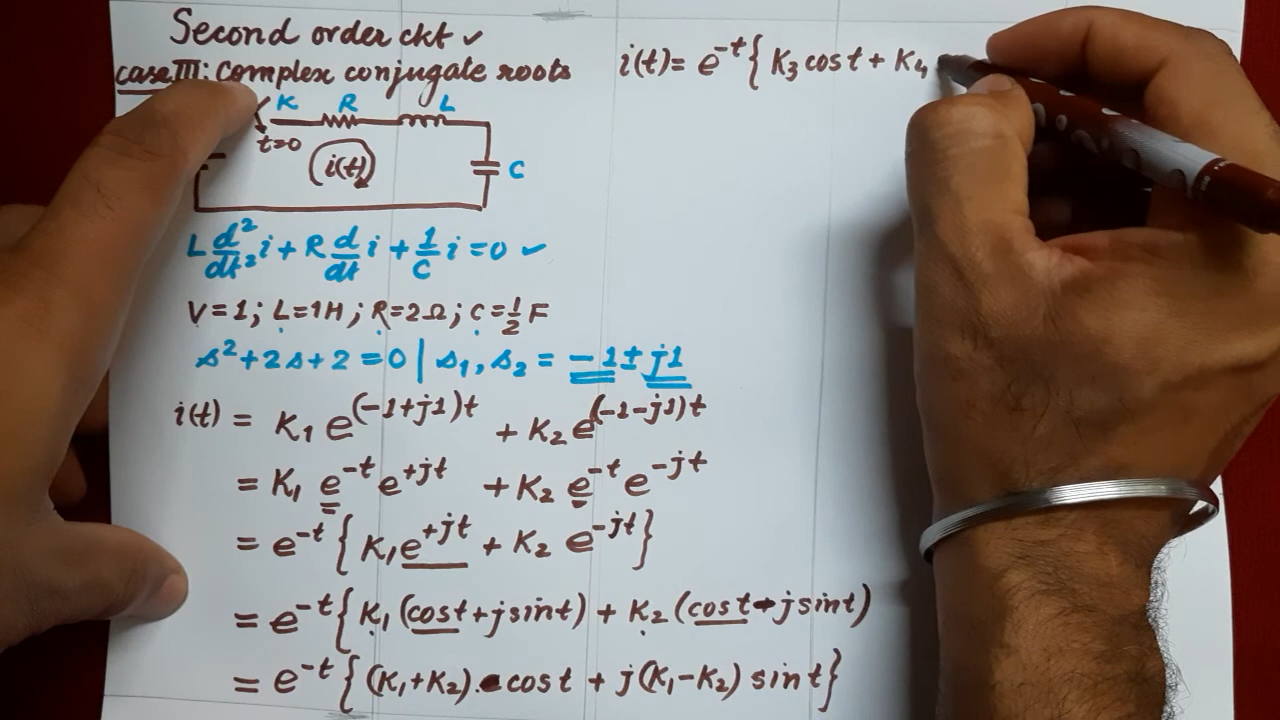 Second order ckt ✓
case III: Complex conjugate roots
K R L
t=0
i(t)
C
L d²/dt² i + R d/dt i + 1/C i = 0 ✓
V=1; L=1H; R=2Ω; C=½F
s²+2s+2=0 | s₁, s₂ = -1±j1
i(t) = K₁ e^(-1+j1)t + K₂ e^(-1-j1)t
= K₁ e^-t e^+jt + K₂ e^-t e^-jt
= e^-t { K₁ e^+jt + K₂ e^-jt }
= e^-t { K₁ (cost+jsint) + K₂ (cost-jsint)
= e^-t { (K₁+K₂). cost + j(K₁-K₂) sint }
i(t)= e^-t { K₃ cost + K₄